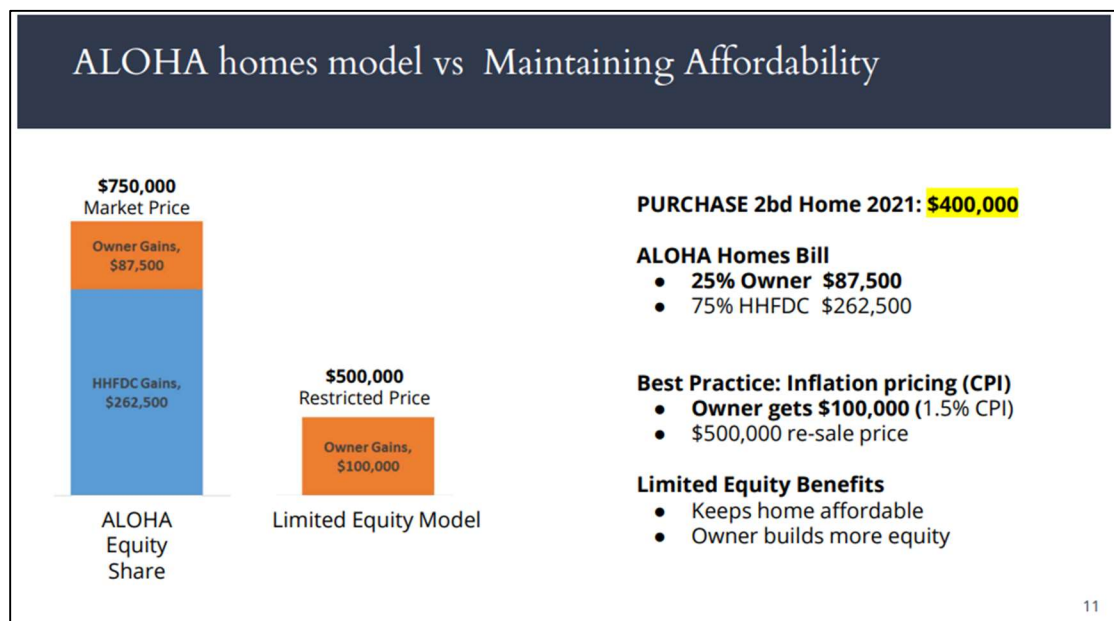 ALOHA homes model vs Maintaining Affordability
$750,000
Market Price
Owner Gains,
$87,500
HHFDC Gains,
$262,500
ALOHA
Equity
Share
$500,000
Restricted Price
Owner Gains,
$100,000
Limited Equity Model
PURCHASE 2bd Home 2021: $400,000
ALOHA Homes Bill
● 25% Owner $87,500
● 75% HHFDC $262,500
Best Practice: Inflation pricing (CPI)
● Owner gets $100,000 (1.5% CPI)
● $500,000 re-sale price
Limited Equity Benefits
● Keeps home affordable
● Owner builds more equity
11